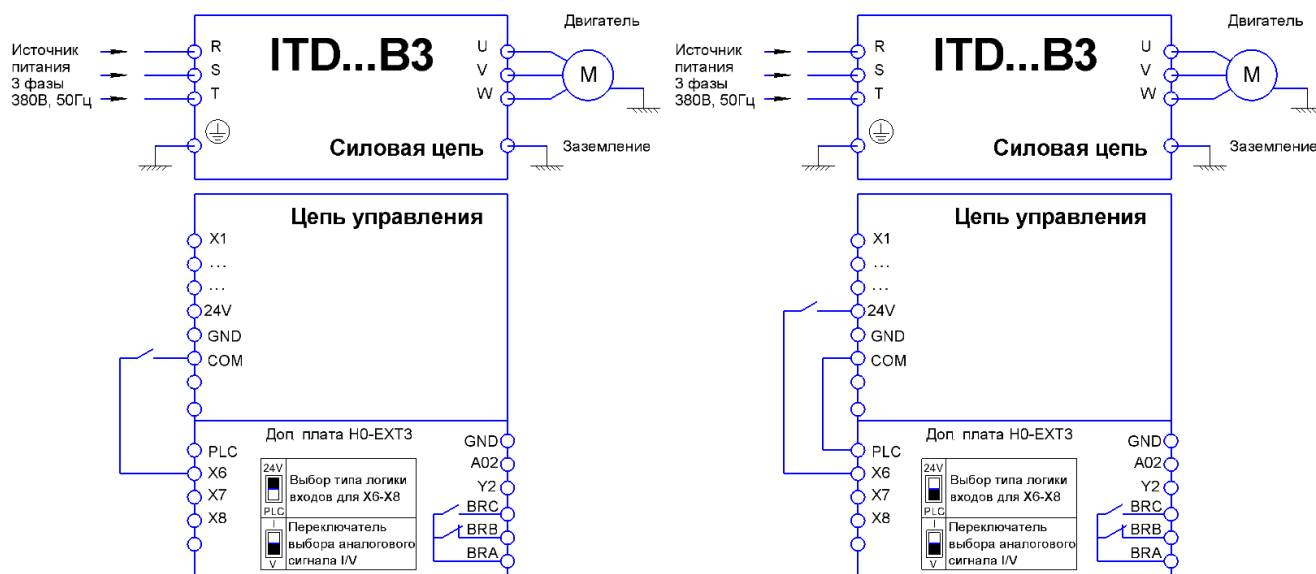 Двигатель
Источник
питания
3 фазы
380В, 50Гц
R
S
T
ITD...B3
U
V
W
M
Силовая цепь
Заземление
Цепь управления
X1
...
...
24V
GND
COM
Доп. плата H0-EXT3
PLC
X6
X7
X8
24V
PLC
Выбор типа логики
входов для X6-X8
I
V
Переключатель
выбора аналогового
сигнала I/V
GND
A02
Y2
BRC
BRB
BRA
Двигатель
Источник
питания
3 фазы
380В, 50Гц
R
S
T
ITD...B3
U
V
W
M
Силовая цепь
Заземление
Цепь управления
X1
...
...
24V
GND
COM
Доп. плата H0-EXT3
PLC
X6
X7
X8
24V
PLC
Выбор типа логики
входов для X6-X8
I
V
Переключатель
выбора аналогового
сигнала I/V
GND
A02
Y2
BRC
BRB
BRA